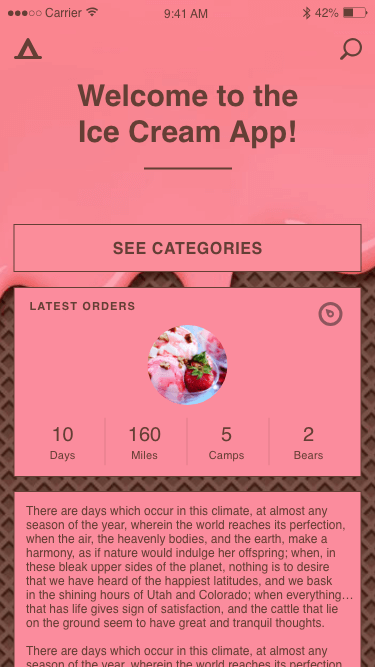 Carrier 9:41 AM 42%
Welcome to the
Ice Cream App!
SEE CATEGORIES
LATEST ORDERS
10 160 5 2
Days Miles Camps Bears
There are days which occur in this climate, at almost any
season of the year, wherein the world reaches its perfection,
when the air, the heavenly bodies, and the earth, make a
harmony, as if nature would indulge her offspring; when, in
these bleak upper sides of the planet, nothing is to desire
that we have heard of the happiest latitudes, and we bask
in the shining hours of Utah and Colorado; when everything…
that has life gives sign of satisfaction, and the cattle that lie
on the ground seem to have great and tranquil thoughts.
There are days which occur in this climate, at almost any
season of the year, wherein the world reaches its perfection,